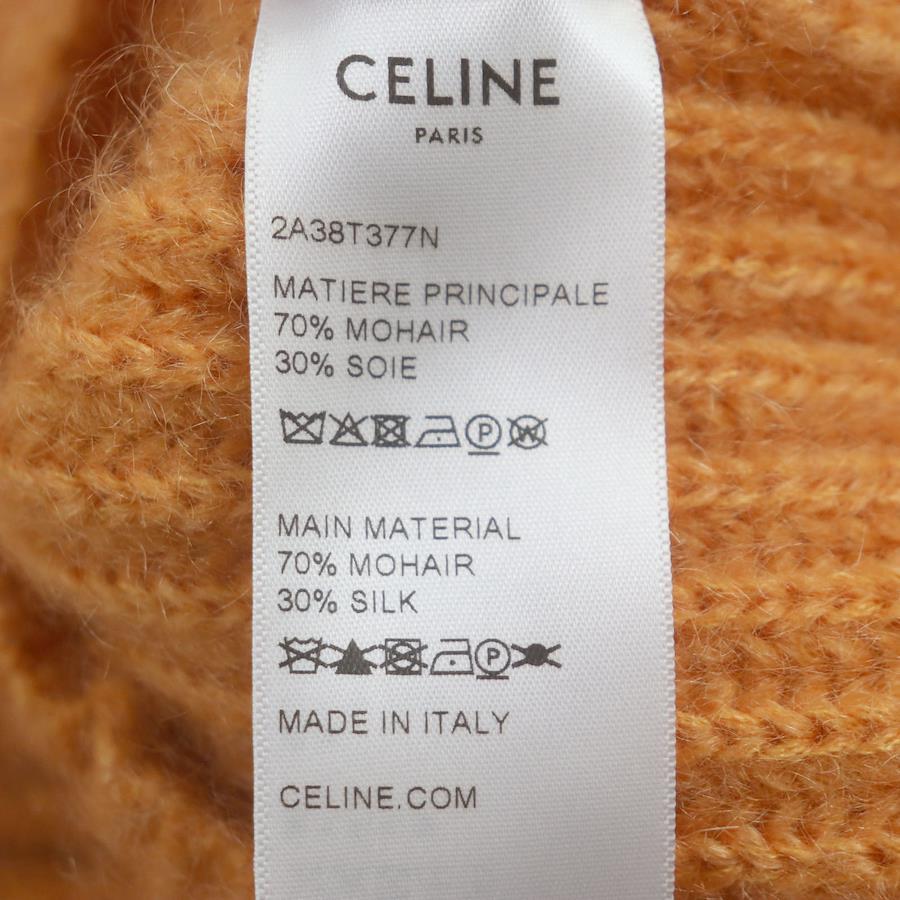 CELINE
PARIS
2A38T377N
MATIERE PRINCIPALE
70% MOHAIR
30% SOIE
P W
MAIN MATERIAL
70% MOHAIR
30% SILK
P
MADE IN ITALY
CELINE.COM